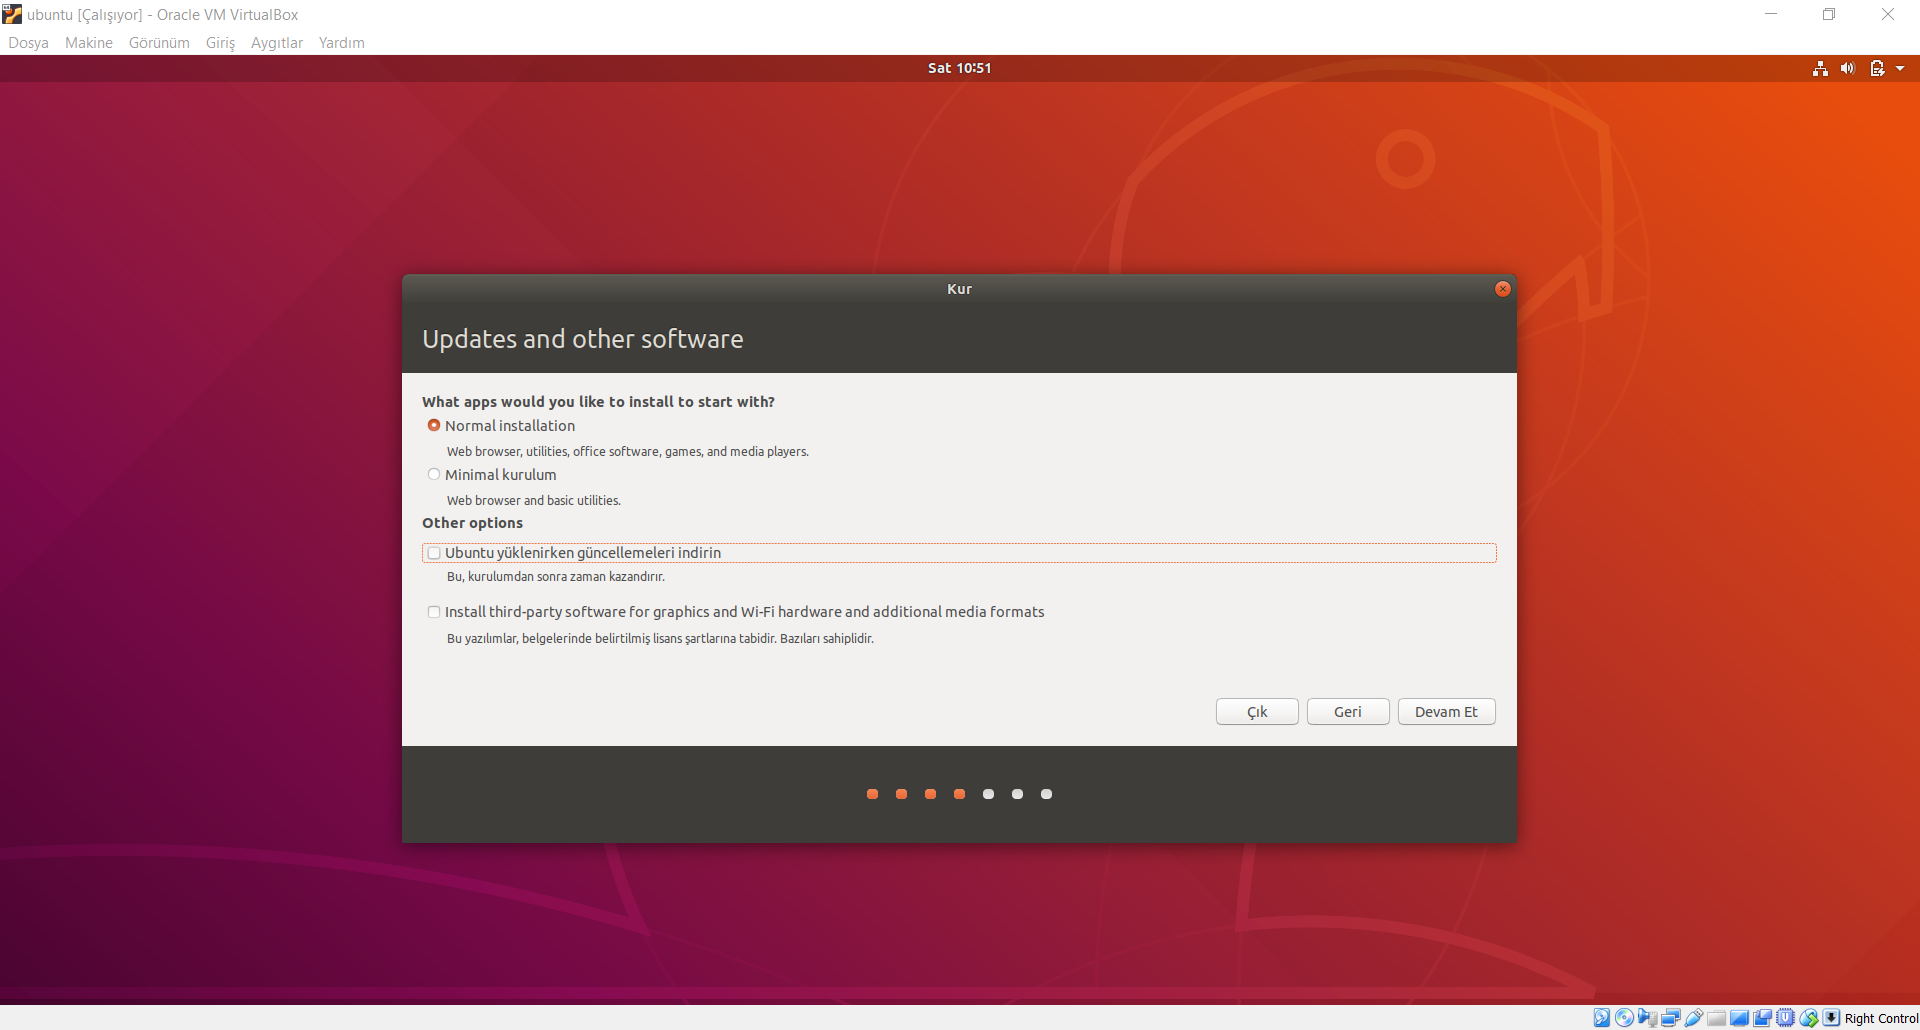 ubuntu [Çalışıyor] - Oracle VM VirtualBox
Dosya Makine Görünüm Giriş Aygıtlar Yardım
Sat 10:51
Kur
Updates and other software
What apps would you like to install to start with?
Normal installation
Web browser, utilities, office software, games, and media players.
Minimal kurulum
Web browser and basic utilities.
Other options
Ubuntu yüklenirken güncellemeleri indirin
Bu, kurulumdan sonra zaman kazandırır.
Install third-party software for graphics and Wi-Fi hardware and additional media formats
Bu yazılımlar, belgelerinde belirtilmiş lisans şartlarına tabidir. Bazıları sahiplidir.
Çık Geri Devam Et
Right Control